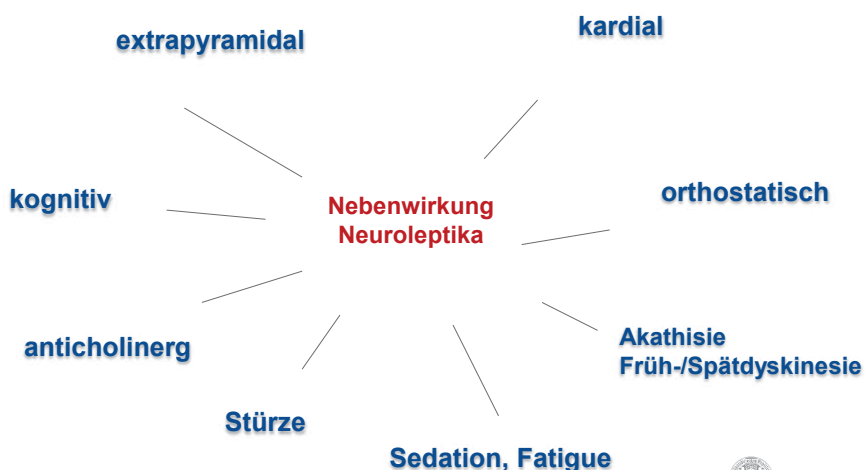 extrapyramidal
kardial
kognitiv
Nebenwirkung
Neuroleptika
orthostatisch
anticholinerg
Akathisie
Früh-/Spätdyskinesie
Stürze
Sedation, Fatigue